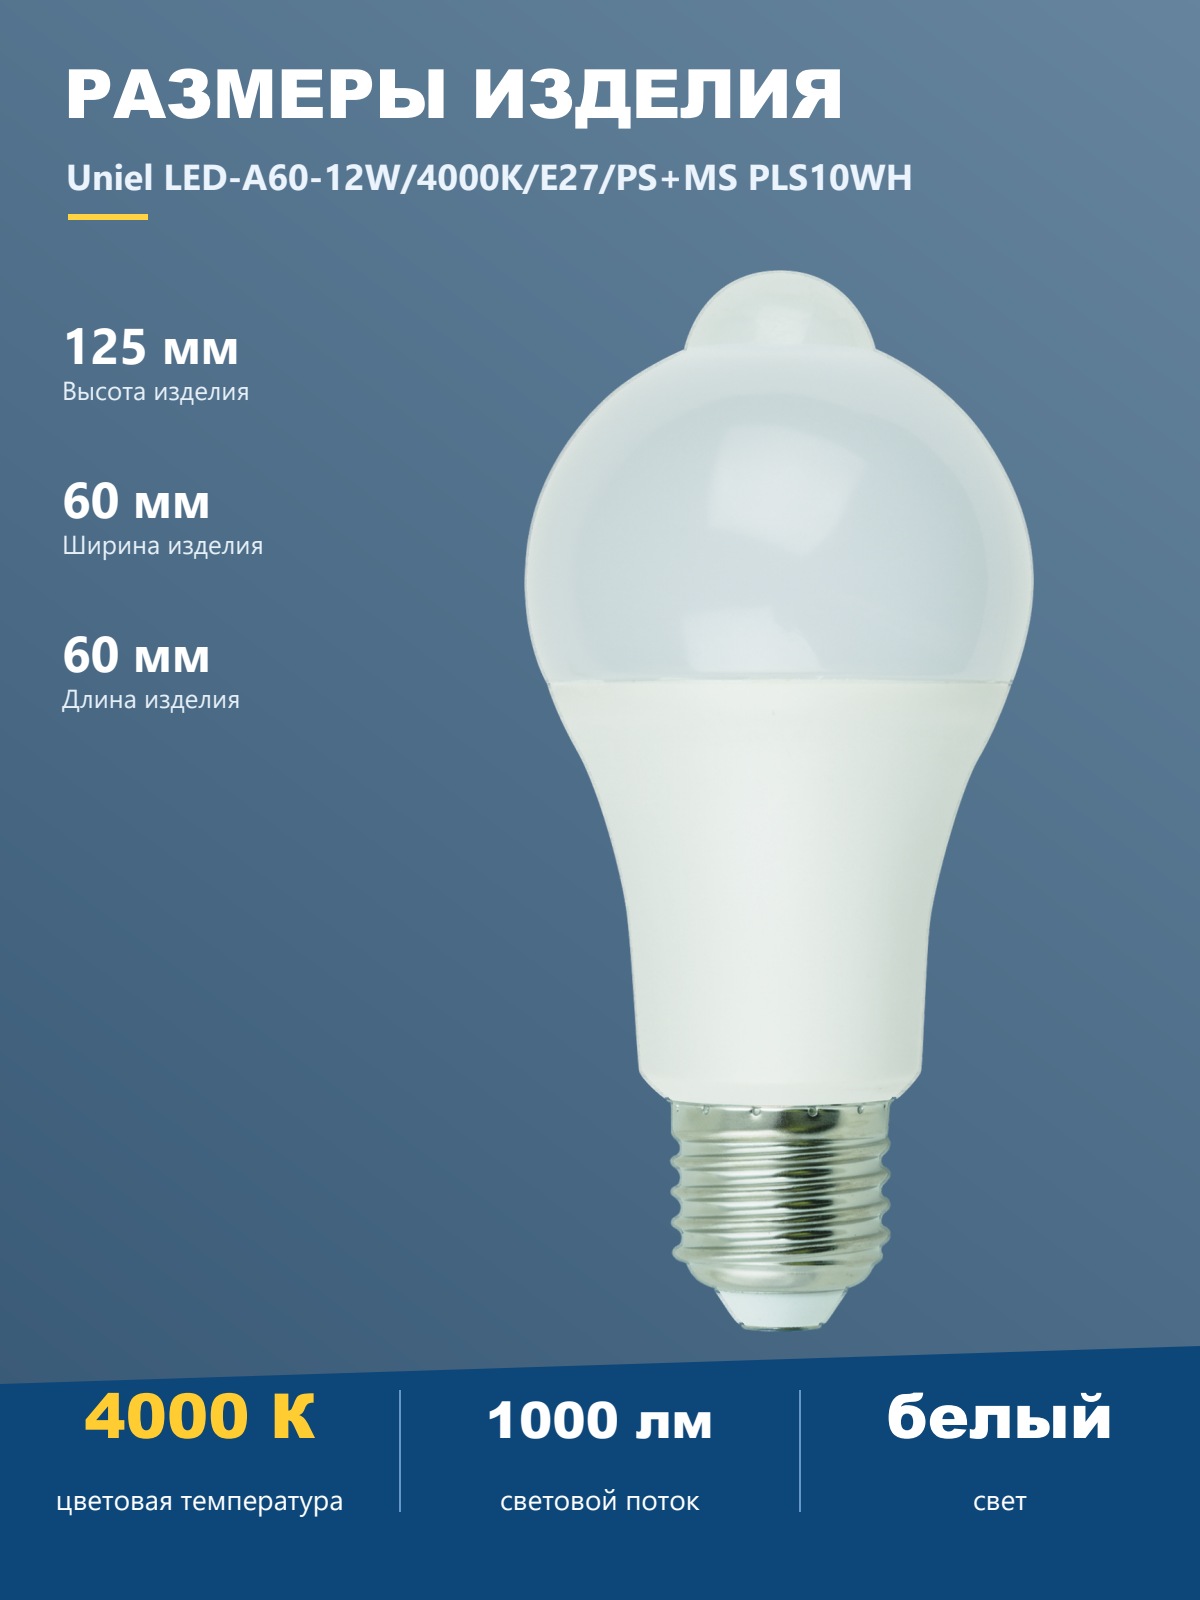 РАЗМЕРЫ ИЗДЕЛИЯ
Uniel LED-A60-12W/4000K/E27/PS+MS PLS10WH
125 мм
Высота изделия
60 мм
Ширина изделия
60 мм
Длина изделия
4000 К
цветовая температура
1000 лм
световой поток
белый
свет